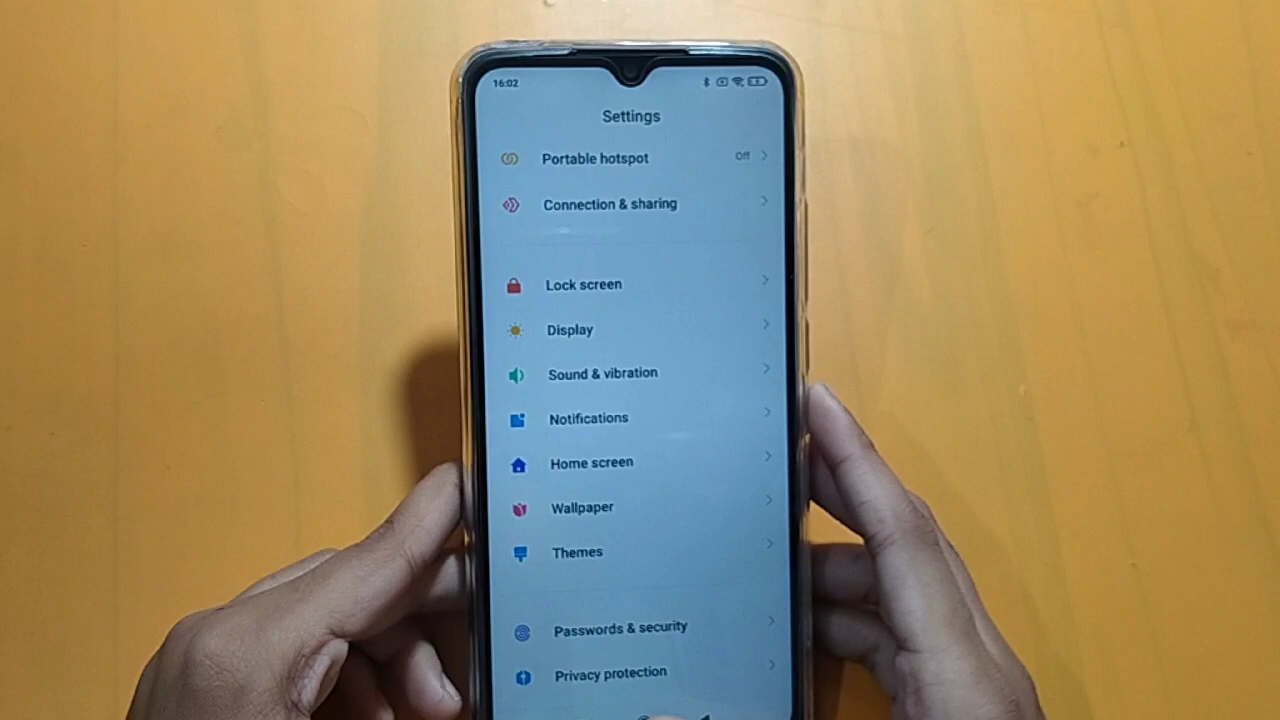 16:02
Settings
Portable hotspot Off
Connection & sharing
Lock screen
Display
Sound & vibration
Notifications
Home screen
Wallpaper
Themes
Passwords & security
Privacy protection